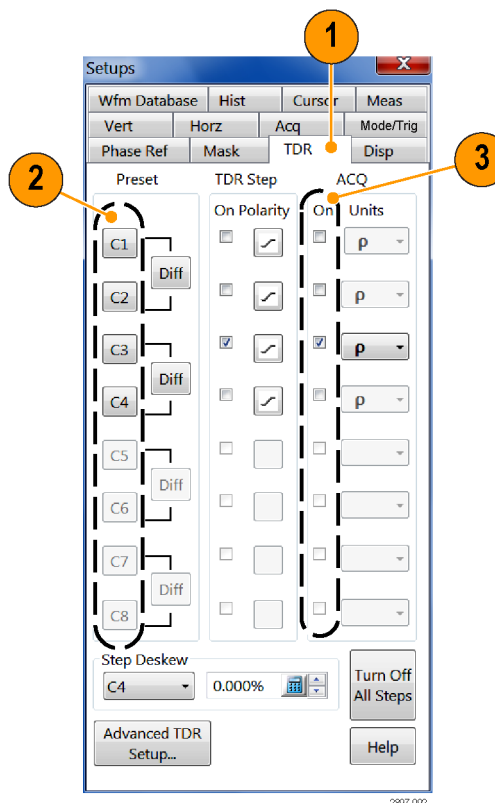 1
Setups
X
Wfm Database Hist Cursor Meas
Vert Horz Acq Mode/Trig
Phase Ref Mask TDR Disp
3
2
Preset TDR Step ACQ
On Polarity On Units
C1 ρ
Diff
C2 ρ
C3 ρ
Diff
C4 ρ
C5
Diff
C6
C7
Diff
C8
Step Deskew
C4 0.000%
Turn Off
All Steps
Advanced TDR
Setup...
Help
2807-002